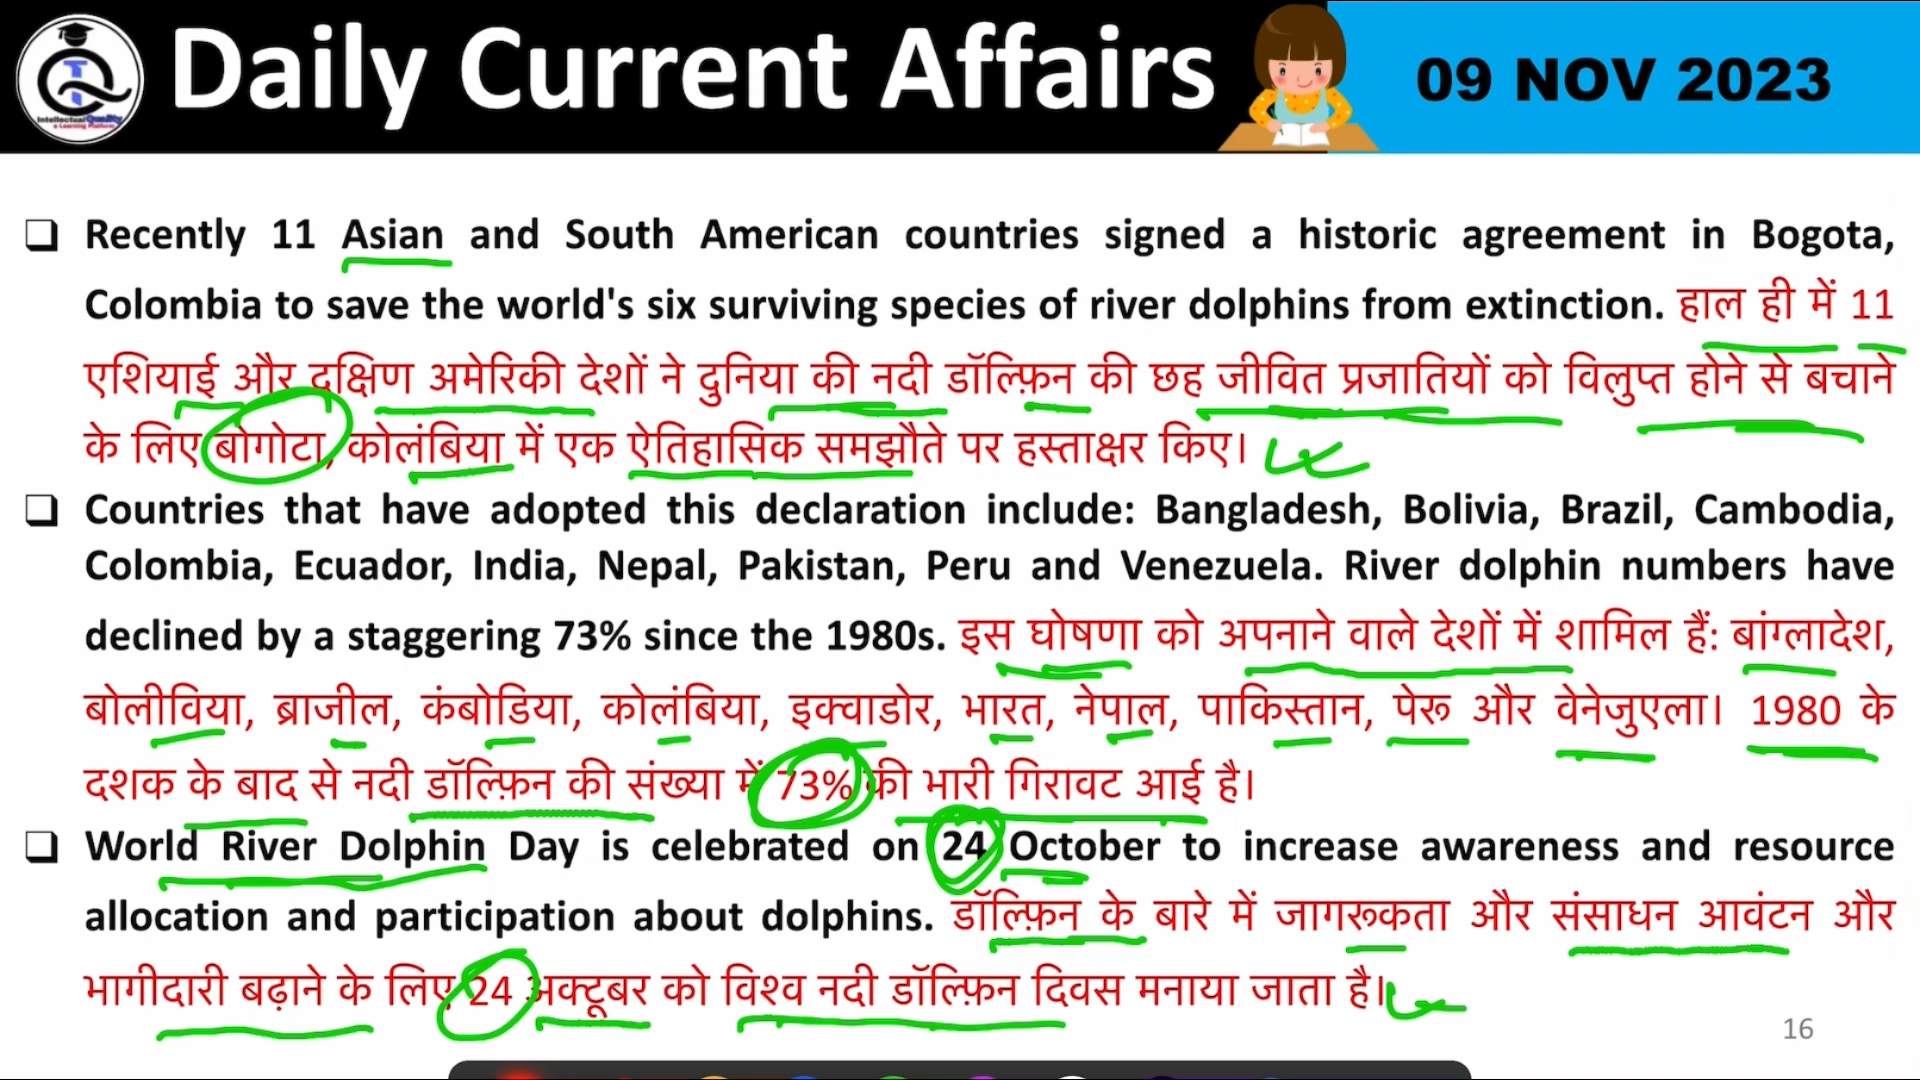 Daily Current Affairs
09 NOV 2023
Intellectual Quality
a Learning Platform
❑ Recently 11 Asian and South American countries signed a historic agreement in Bogota,
Colombia to save the world's six surviving species of river dolphins from extinction. हाल ही में 11
एशियाई और दक्षिण अमेरिकी देशों ने दुनिया की नदी डॉल्फ़िन की छह जीवित प्रजातियों को विलुप्त होने से बचाने
के लिए बोगोटा, कोलंबिया में एक ऐतिहासिक समझौते पर हस्ताक्षर किए।
❑ Countries that have adopted this declaration include: Bangladesh, Bolivia, Brazil, Cambodia,
Colombia, Ecuador, India, Nepal, Pakistan, Peru and Venezuela. River dolphin numbers have
declined by a staggering 73% since the 1980s. इस घोषणा को अपनाने वाले देशों में शामिल हैं: बांग्लादेश,
बोलीविया, ब्राजील, कंबोडिया, कोलंबिया, इक्वाडोर, भारत, नेपाल, पाकिस्तान, पेरू और वेनेजुएला। 1980 के
दशक के बाद से नदी डॉल्फ़िन की संख्या में 73% की भारी गिरावट आई है।
❑ World River Dolphin Day is celebrated on 24 October to increase awareness and resource
allocation and participation about dolphins. डॉल्फ़िन के बारे में जागरूकता और संसाधन आवंटन और
भागीदारी बढ़ाने के लिए 24 अक्टूबर को विश्व नदी डॉल्फ़िन दिवस मनाया जाता है।
16